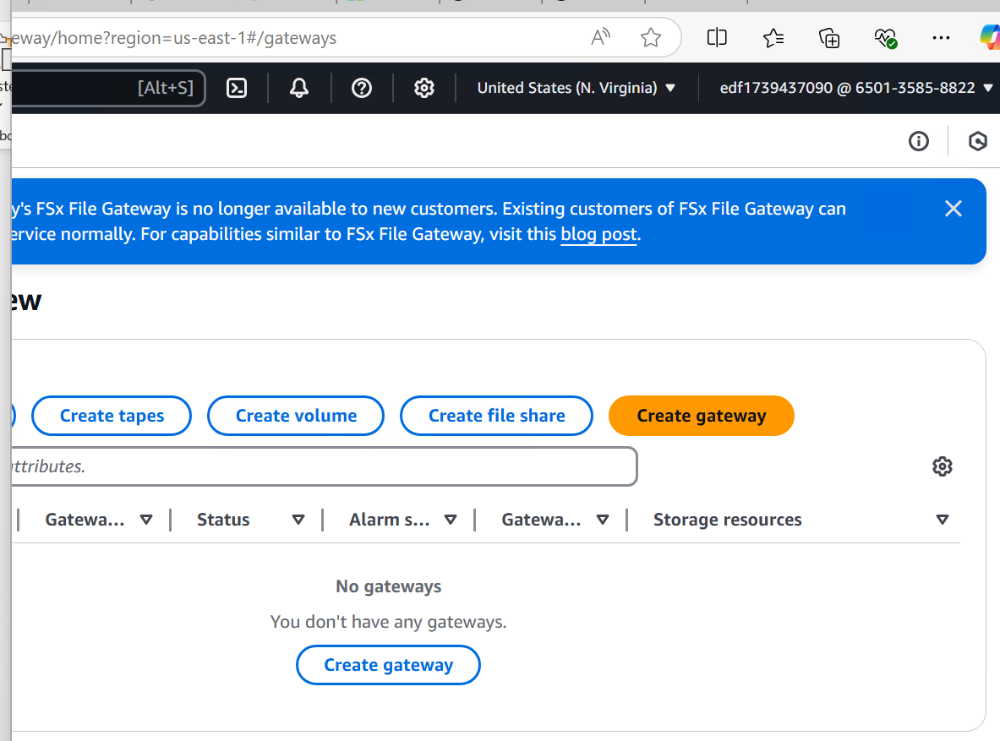 eway/home?region=us-east-1#/gateways
[Alt+S]
United States (N. Virginia)
edf1739437090 @ 6501-3585-8822
y's FSx File Gateway is no longer available to new customers. Existing customers of FSx File Gateway can
ervice normally. For capabilities similar to FSx File Gateway, visit this blog post.
ew
Create tapes
Create volume
Create file share
Create gateway
ttributes.
Gatewa...
Status
Alarm s...
Gatewa...
Storage resources
No gateways
You don't have any gateways.
Create gateway